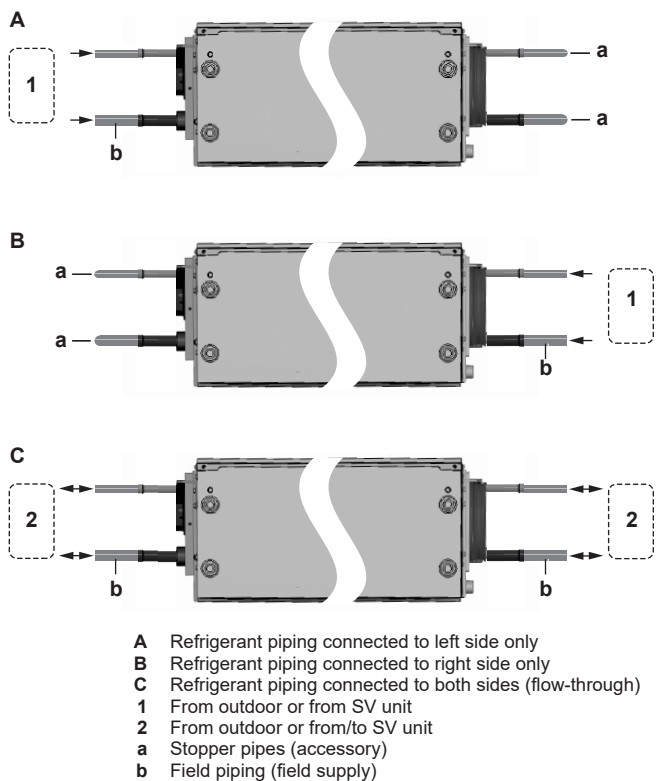 A
1
a
a
b
B
a
1
a
b
C
2
2
b
b
A Refrigerant piping connected to left side only
B Refrigerant piping connected to right side only
C Refrigerant piping connected to both sides (flow-through)
1 From outdoor or from SV unit
2 From outdoor or from/to SV unit
a Stopper pipes (accessory)
b Field piping (field supply)